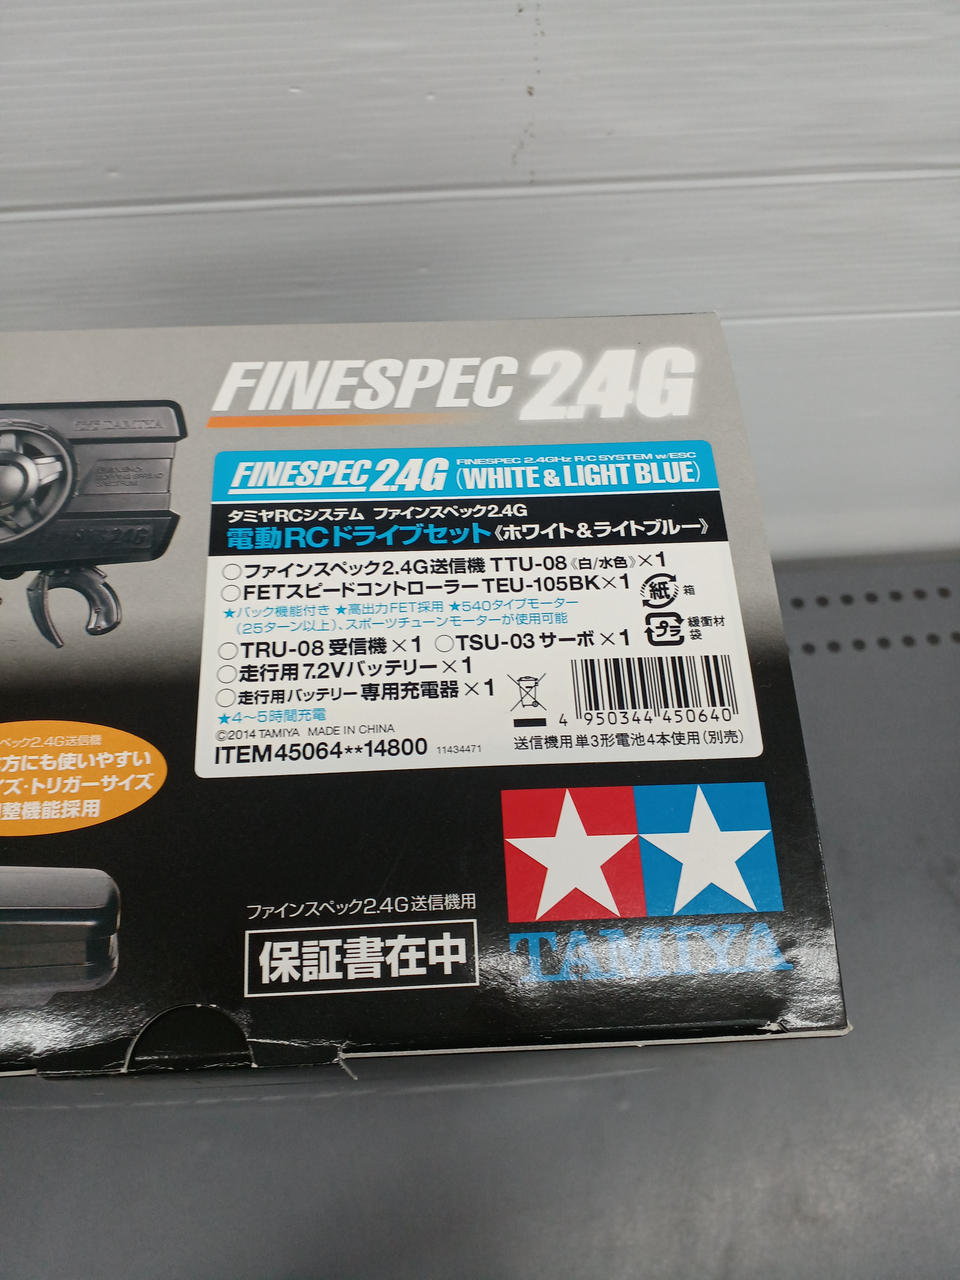 FINESPEC 2.4G
TAMIYA
2.4G
FINESPEC 2.4G FINESPEC 2.4GHz R/C SYSTEM w/ESC
(WHITE & LIGHT BLUE)
タミヤRCシステム ファインスペック2.4G
電動RCドライブセット《ホワイト&ライトブルー》
○ファインスペック2.4G送信機 TTU-08《白/水色》×1
○FETスピードコントローラー TEU-105BK×1
★バック機能付き ★高出力FET採用 ★540タイプモーター
(25ターン以上)、スポーツチューンモーターが使用可能
○TRU-08 受信機×1 ○TSU-03 サーボ×1
○走行用7.2Vバッテリー×1
○走行用バッテリー専用充電器×1
★4〜5時間充電
©2014 TAMIYA MADE IN CHINA
ITEM45064**14800 11434471
紙 箱
プラ 緩衝材
袋
4 950344 450640
送信機用単3形電池4本使用(別売)
ペック2.4G送信機
方にも使いやすい
イズ・トリガーサイズ
整機能採用
ファインスペック2.4G送信機用
保証書在中
TAMIYA